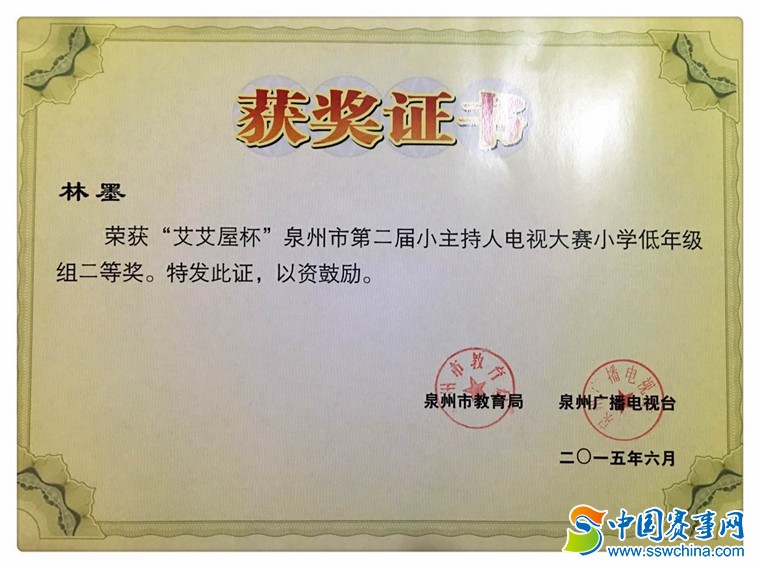 获奖证书
林墨
荣获“艾艾屋杯”泉州市第二届小主持人电视大赛小学低年级
组二等奖。特发此证，以资鼓励。
泉州市教育局 泉州广播电视台
二〇一五年六月
中国赛事网
www.sswchina.com